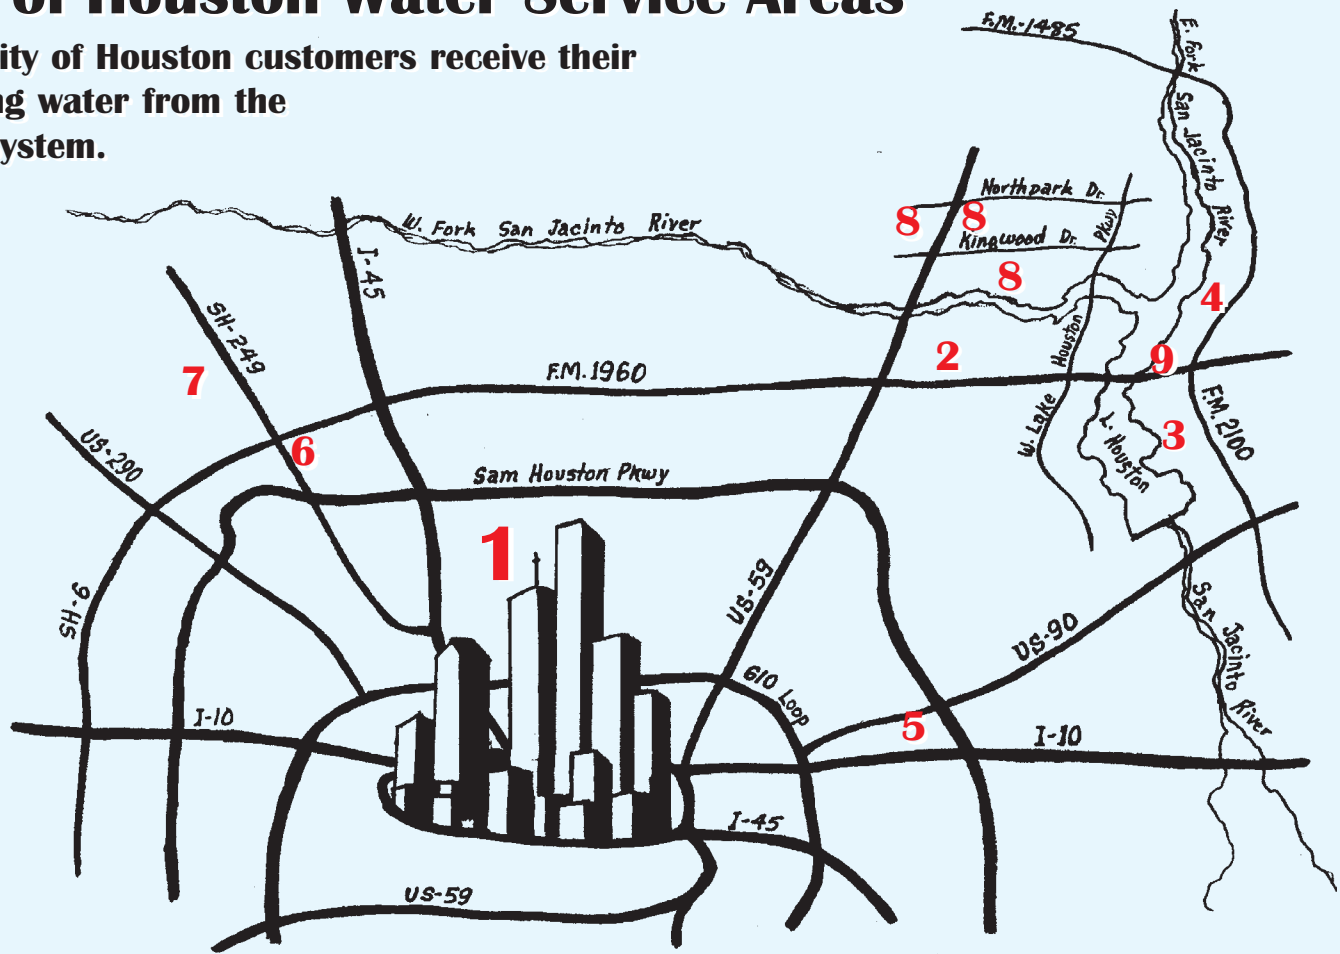 of Houston Water Service Areas
ity of Houston customers receive their
ng water from the
ystem.
F.M.-1485
E. Fork San Jacinto River
Northpark Dr.
8 8
Kingwood Dr.
8
W. Fork San Jacinto River
I-45
SH-249
4
2
W. Lake Houston Pkwy
9
F.M. 1960
7
F.M. 2100
3
L. Houston
US-290
6
Sam Houston Pkwy
1
US-59
SH-6
US-90
San Jacinto River
610 Loop
I-10
5
I-10
I-45
US-59